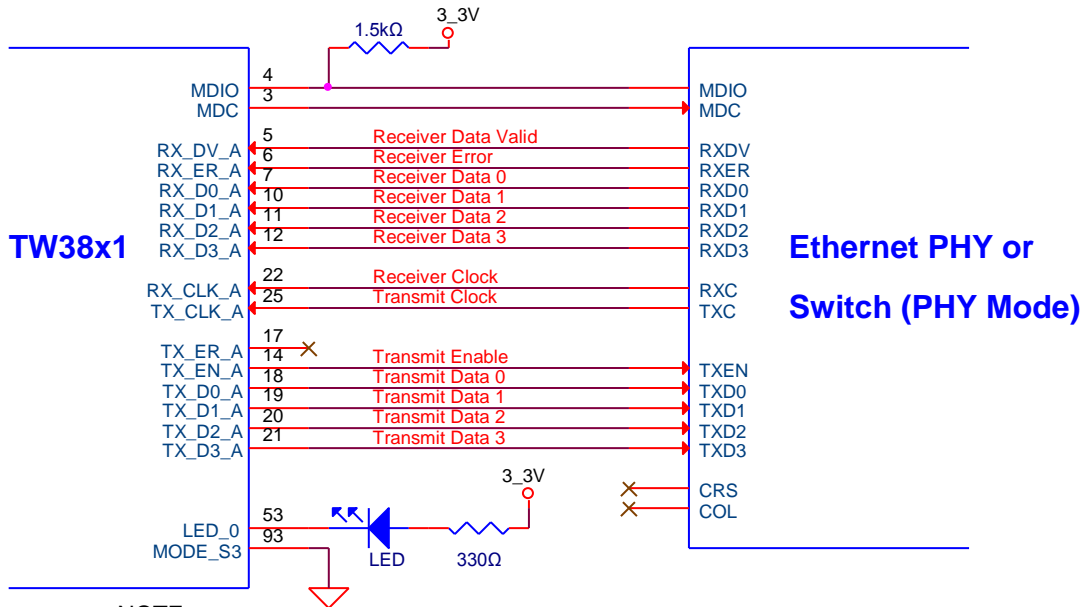 3_3V
1.5kΩ
4
MDIO MDIO
3
MDC MDC
5 Receiver Data Valid
RX_DV_A RXDV
6 Receiver Error
RX_ER_A RXER
7 Receiver Data 0
RX_D0_A RXD0
10 Receiver Data 1
RX_D1_A RXD1
11 Receiver Data 2
RX_D2_A RXD2
12 Receiver Data 3
RX_D3_A RXD3
TW38x1
Ethernet PHY or
Switch (PHY Mode)
22 Receiver Clock
RX_CLK_A RXC
25 Transmit Clock
TX_CLK_A TXC
17
TX_ER_A
14 Transmit Enable
TX_EN_A TXEN
18 Transmit Data 0
TX_D0_A TXD0
19 Transmit Data 1
TX_D1_A TXD1
20 Transmit Data 2
TX_D2_A TXD2
21 Transmit Data 3
TX_D3_A TXD3
3_3V
CRS
COL
53
LED_0
93
MODE_S3
LED
330Ω